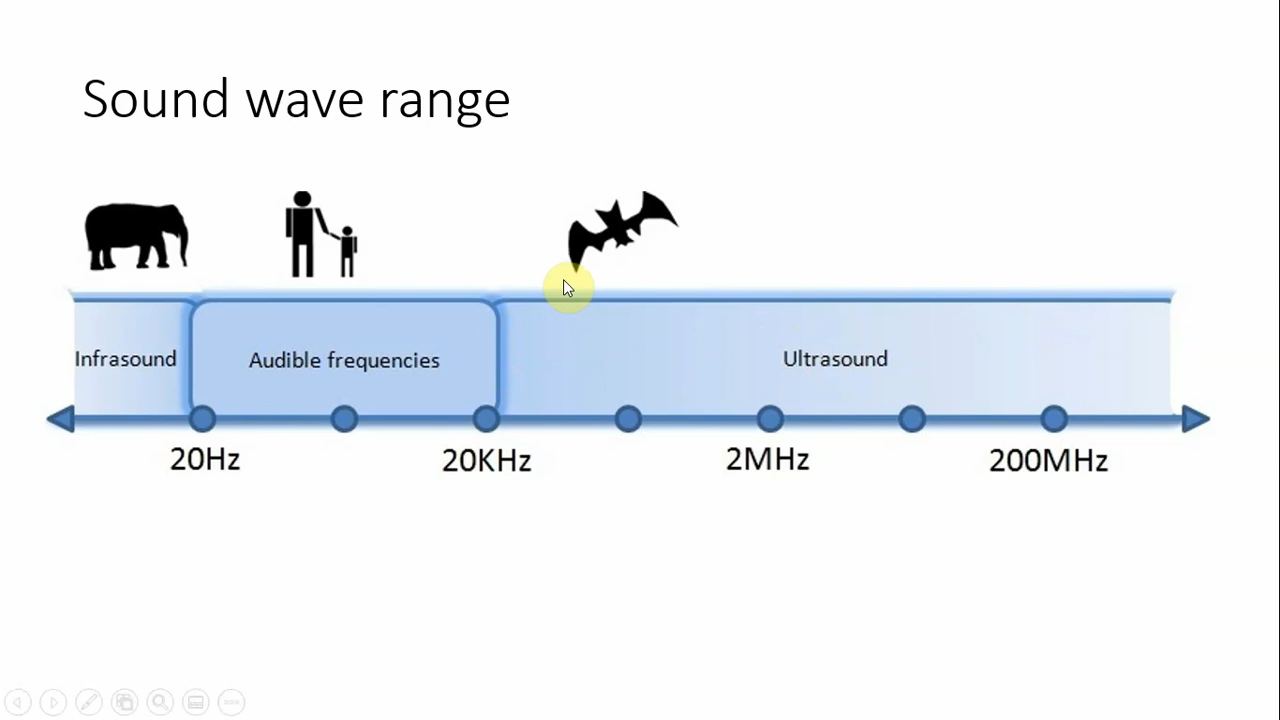 Sound wave range
Infrasound
Audible frequencies
Ultrasound
20Hz
20KHz
2MHz
200MHz